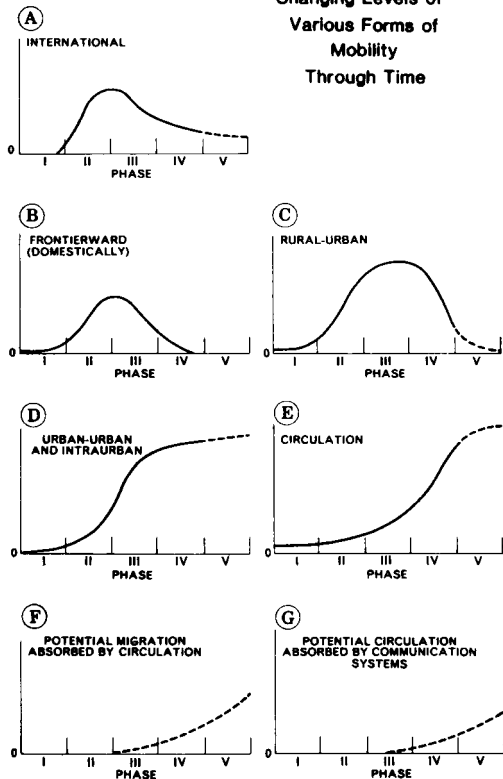 Changing Levels of
Various Forms of
Mobility
Through Time
A
INTERNATIONAL
0
I II III IV V
PHASE
B
FRONTIERWARD
(DOMESTICALLY)
0
I II III IV V
PHASE
C
RURAL-URBAN
0
I II III IV V
PHASE
D
URBAN-URBAN
AND INTRAURBAN
0
I II III IV V
PHASE
E
CIRCULATION
0
I II III IV V
PHASE
F
POTENTIAL MIGRATION
ABSORBED BY CIRCULATION
0
I II III IV V
PHASE
G
POTENTIAL CIRCULATION
ABSORBED BY COMMUNICATION
SYSTEMS
0
I II III IV V
PHASE